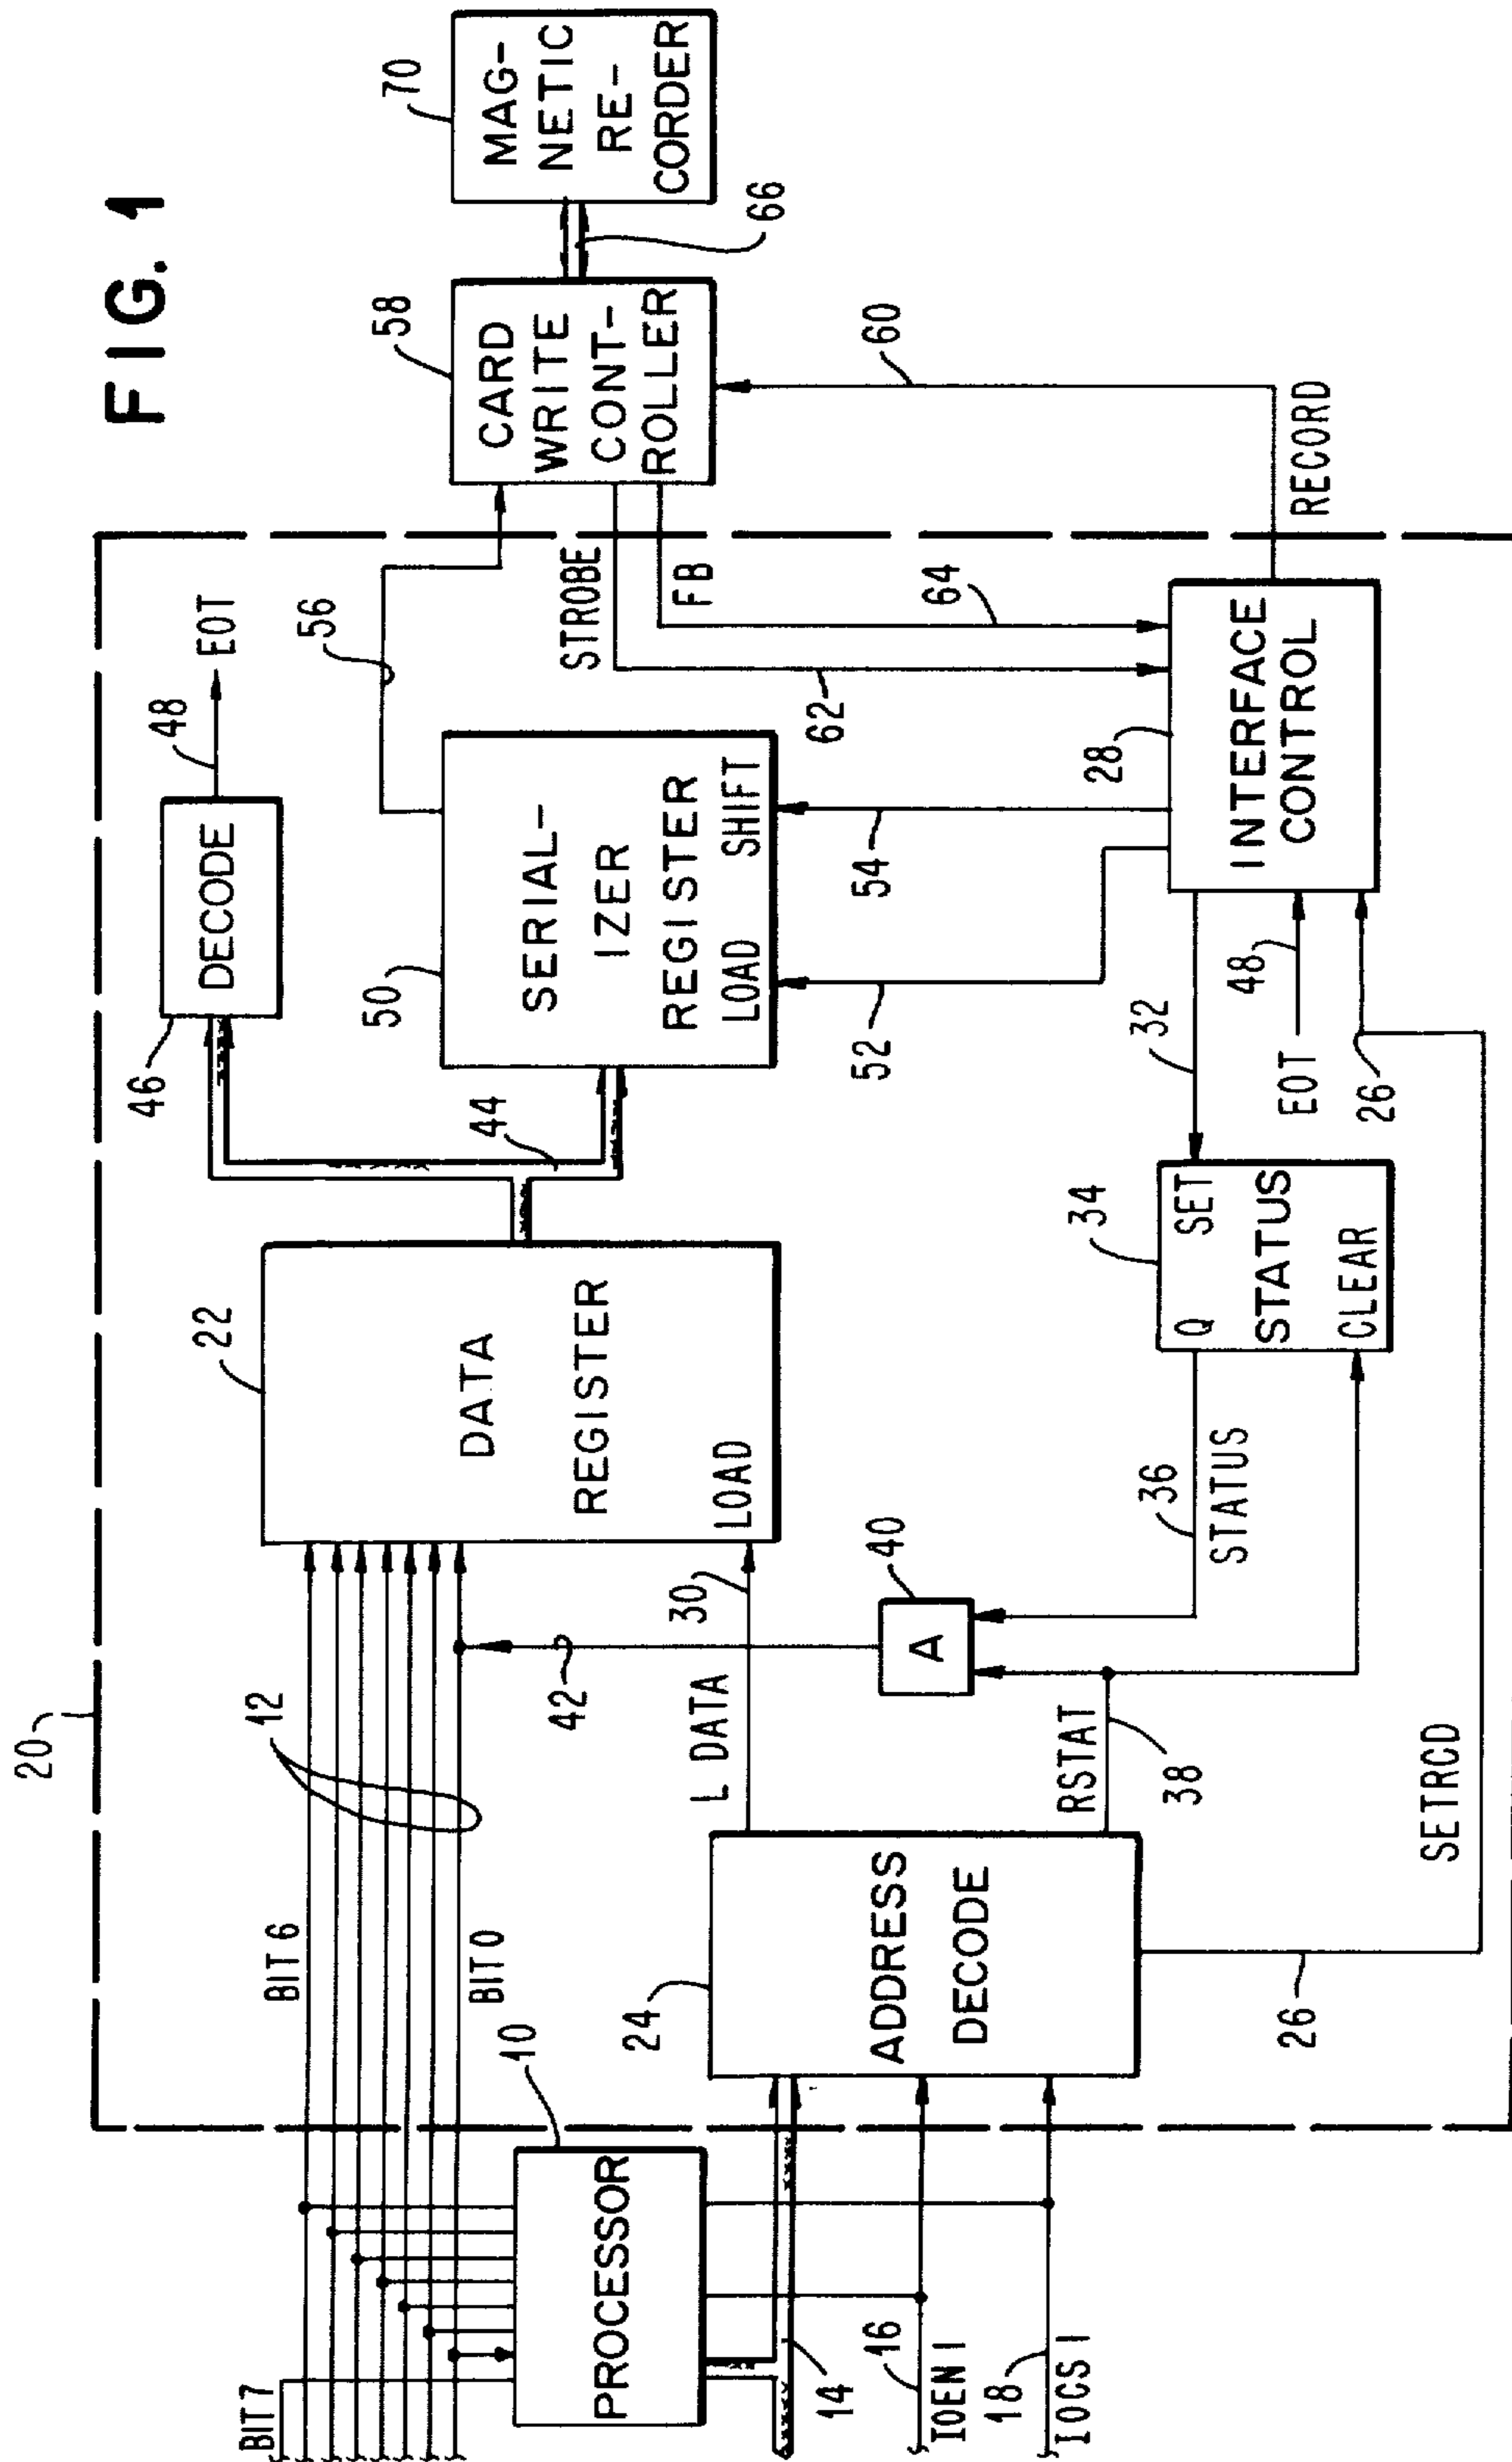 FIG. 1
20
BIT 7
BIT 6
12
BIT 0
10
PROCESSOR
14
16
IOEN I
18
IOCS I
24
ADDRESS
DECODE
26
L DATA
30
RSTAT
38
SETRCD
42
A
40
22
DATA
REGISTER
LOAD
36
STATUS
34
Q SET
STATUS
CLEAR
44
46
DECODE
48
EOT
50
SERIAL-
IZER
REGISTER
LOAD SHIFT
52
54
56
32
EOT
48
26
28
INTERFACE
CONTROL
STROBE
FB
62
64
RECORD
60
58
CARD
WRITE
CONT-
ROLLER
66
70
MAG-
NETIC
RE-
CORDER